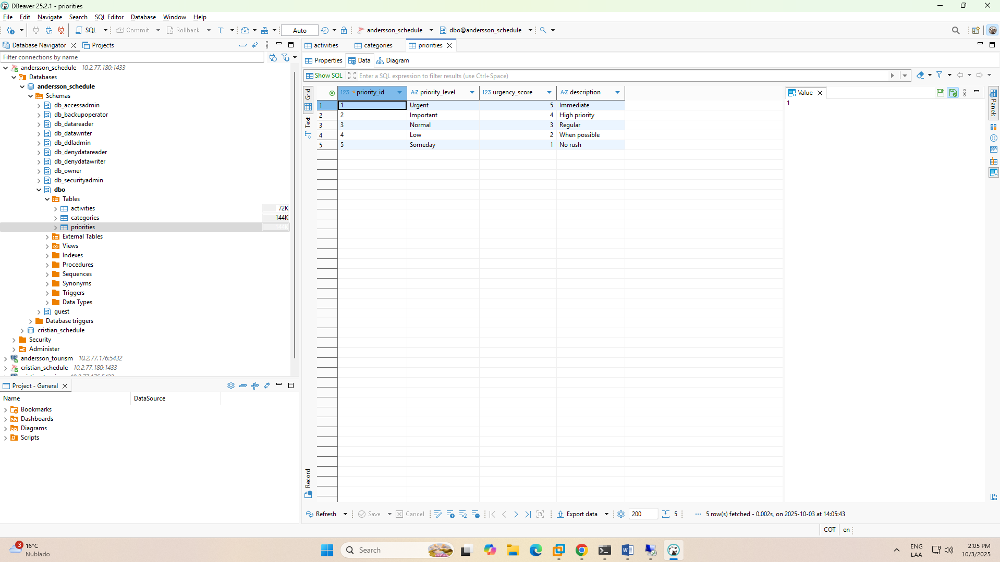 DBeaver 25.2.1 - priorities
File Edit Navigate Search SQL Editor Database Window Help
SQL Commit Rollback T Auto andersson_schedule dbo@andersson_schedule
Database Navigator Projects
activities categories priorities
Filter connections by name
Properties Data Diagram
Show SQL Enter a SQL expression to filter results (use Ctrl+Space)
andersson_schedule 10.2.77.180:1433
Databases
andersson_schedule
Schemas
db_accessadmin
db_backupoperator
db_datareader
db_datawriter
db_ddladmin
db_denydatareader
db_denydatawriter
db_owner
db_securityadmin
dbo
Tables
activities 72K
categories 144K
priorities 144K
External Tables
Views
Indexes
Procedures
Sequences
Synonyms
Triggers
Data Types
guest
Database triggers
cristian_schedule
Security
Administer
andersson_tourism 10.2.77.176:5432
cristian_schedule 10.2.77.180:1433
Grid
Text
Record
123 priority_id A-Z priority_level 123 urgency_score A-Z description
1 1 Urgent 5 Immediate
2 2 Important 4 High priority
3 3 Normal 3 Regular
4 4 Low 2 When possible
5 5 Someday 1 No rush
Value
1
Panels
Project - General
Name DataSource
Bookmarks
Dashboards
Diagrams
Scripts
Refresh Save Cancel Export data 200 5 ... 5 row(s) fetched - 0.002s, on 2025-10-03 at 14:05:43
COT en
3 16°C
Nublado
Search
ENG
LAA
2:05 PM
10/3/2025